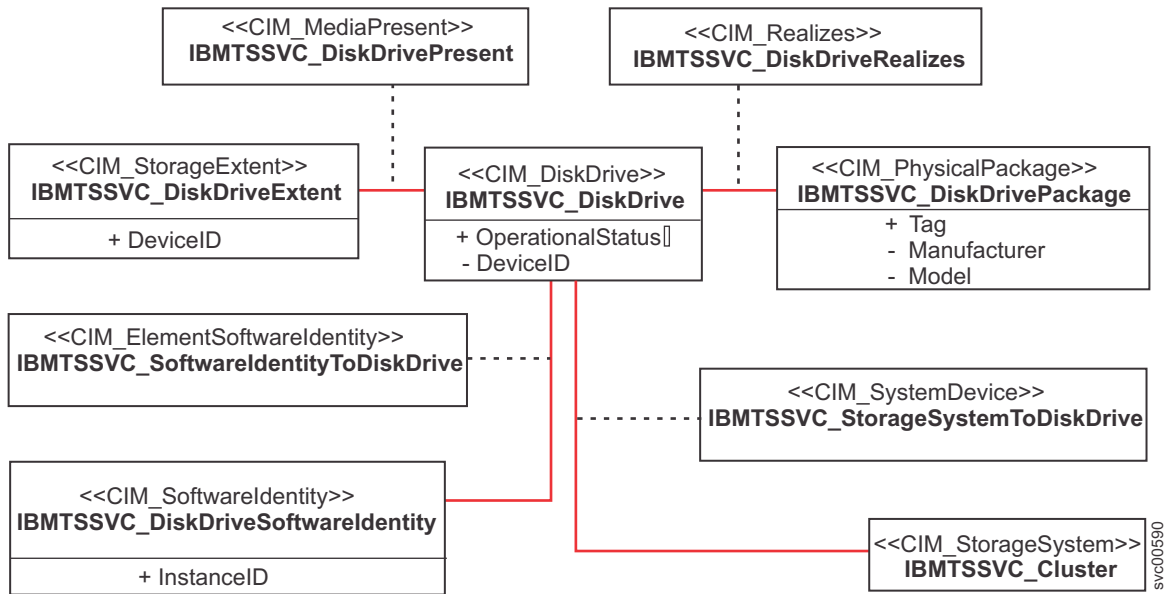 <<CIM_MediaPresent>>
IBMTSSVC_DiskDrivePresent
<<CIM_Realizes>>
IBMTSSVC_DiskDriveRealizes
<<CIM_StorageExtent>>
IBMTSSVC_DiskDriveExtent
+ DeviceID
<<CIM_DiskDrive>>
IBMTSSVC_DiskDrive
+ OperationalStatus[]
- DeviceID
<<CIM_PhysicalPackage>>
IBMTSSVC_DiskDrivePackage
+ Tag
- Manufacturer
- Model
<<CIM_ElementSoftwareIdentity>>
IBMTSSVC_SoftwareIdentityToDiskDrive
<<CIM_SystemDevice>>
IBMTSSVC_StorageSystemToDiskDrive
<<CIM_SoftwareIdentity>>
IBMTSSVC_DiskDriveSoftwareIdentity
+ InstanceID
<<CIM_StorageSystem>>
IBMTSSVC_Cluster
svc00590